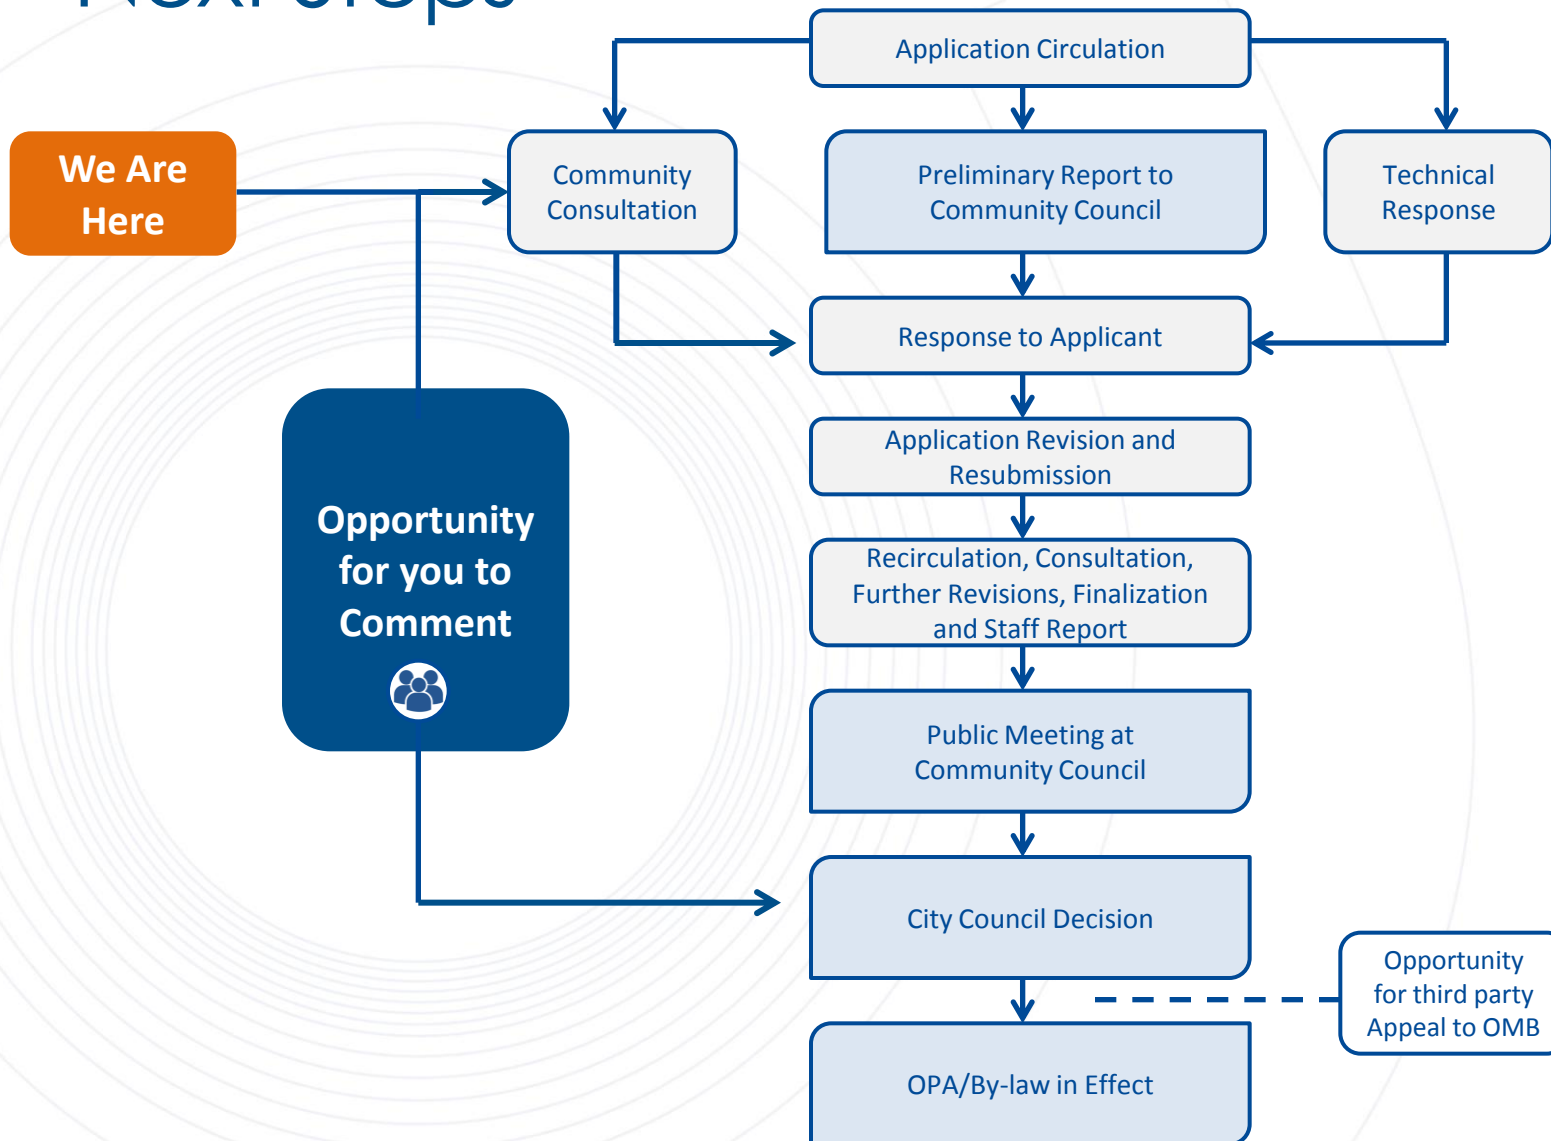 Next steps
Application Circulation
We Are
Here
Community
Consultation
Preliminary Report to
Community Council
Technical
Response
Response to Applicant
Application Revision and
Resubmission
Opportunity
for you to
Comment
Recirculation, Consultation,
Further Revisions, Finalization
and Staff Report
Public Meeting at
Community Council
City Council Decision
Opportunity
for third party
Appeal to OMB
OPA/By-law in Effect